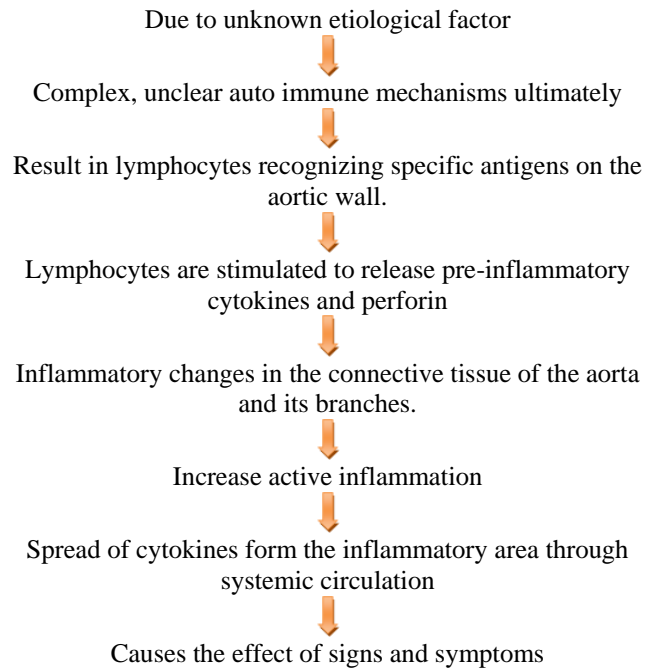 Due to unknown etiological factor
Complex, unclear auto immune mechanisms ultimately
Result in lymphocytes recognizing specific antigens on the
aortic wall.
Lymphocytes are stimulated to release pre-inflammatory
cytokines and perforin
Inflammatory changes in the connective tissue of the aorta
and its branches.
Increase active inflammation
Spread of cytokines form the inflammatory area through
systemic circulation
Causes the effect of signs and symptoms